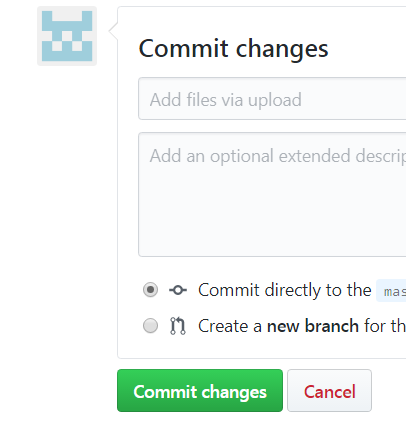 Commit changes
Add files via upload
Add an optional extended
Commit directly to the
Create a new branch for
Commit changes
Cancel